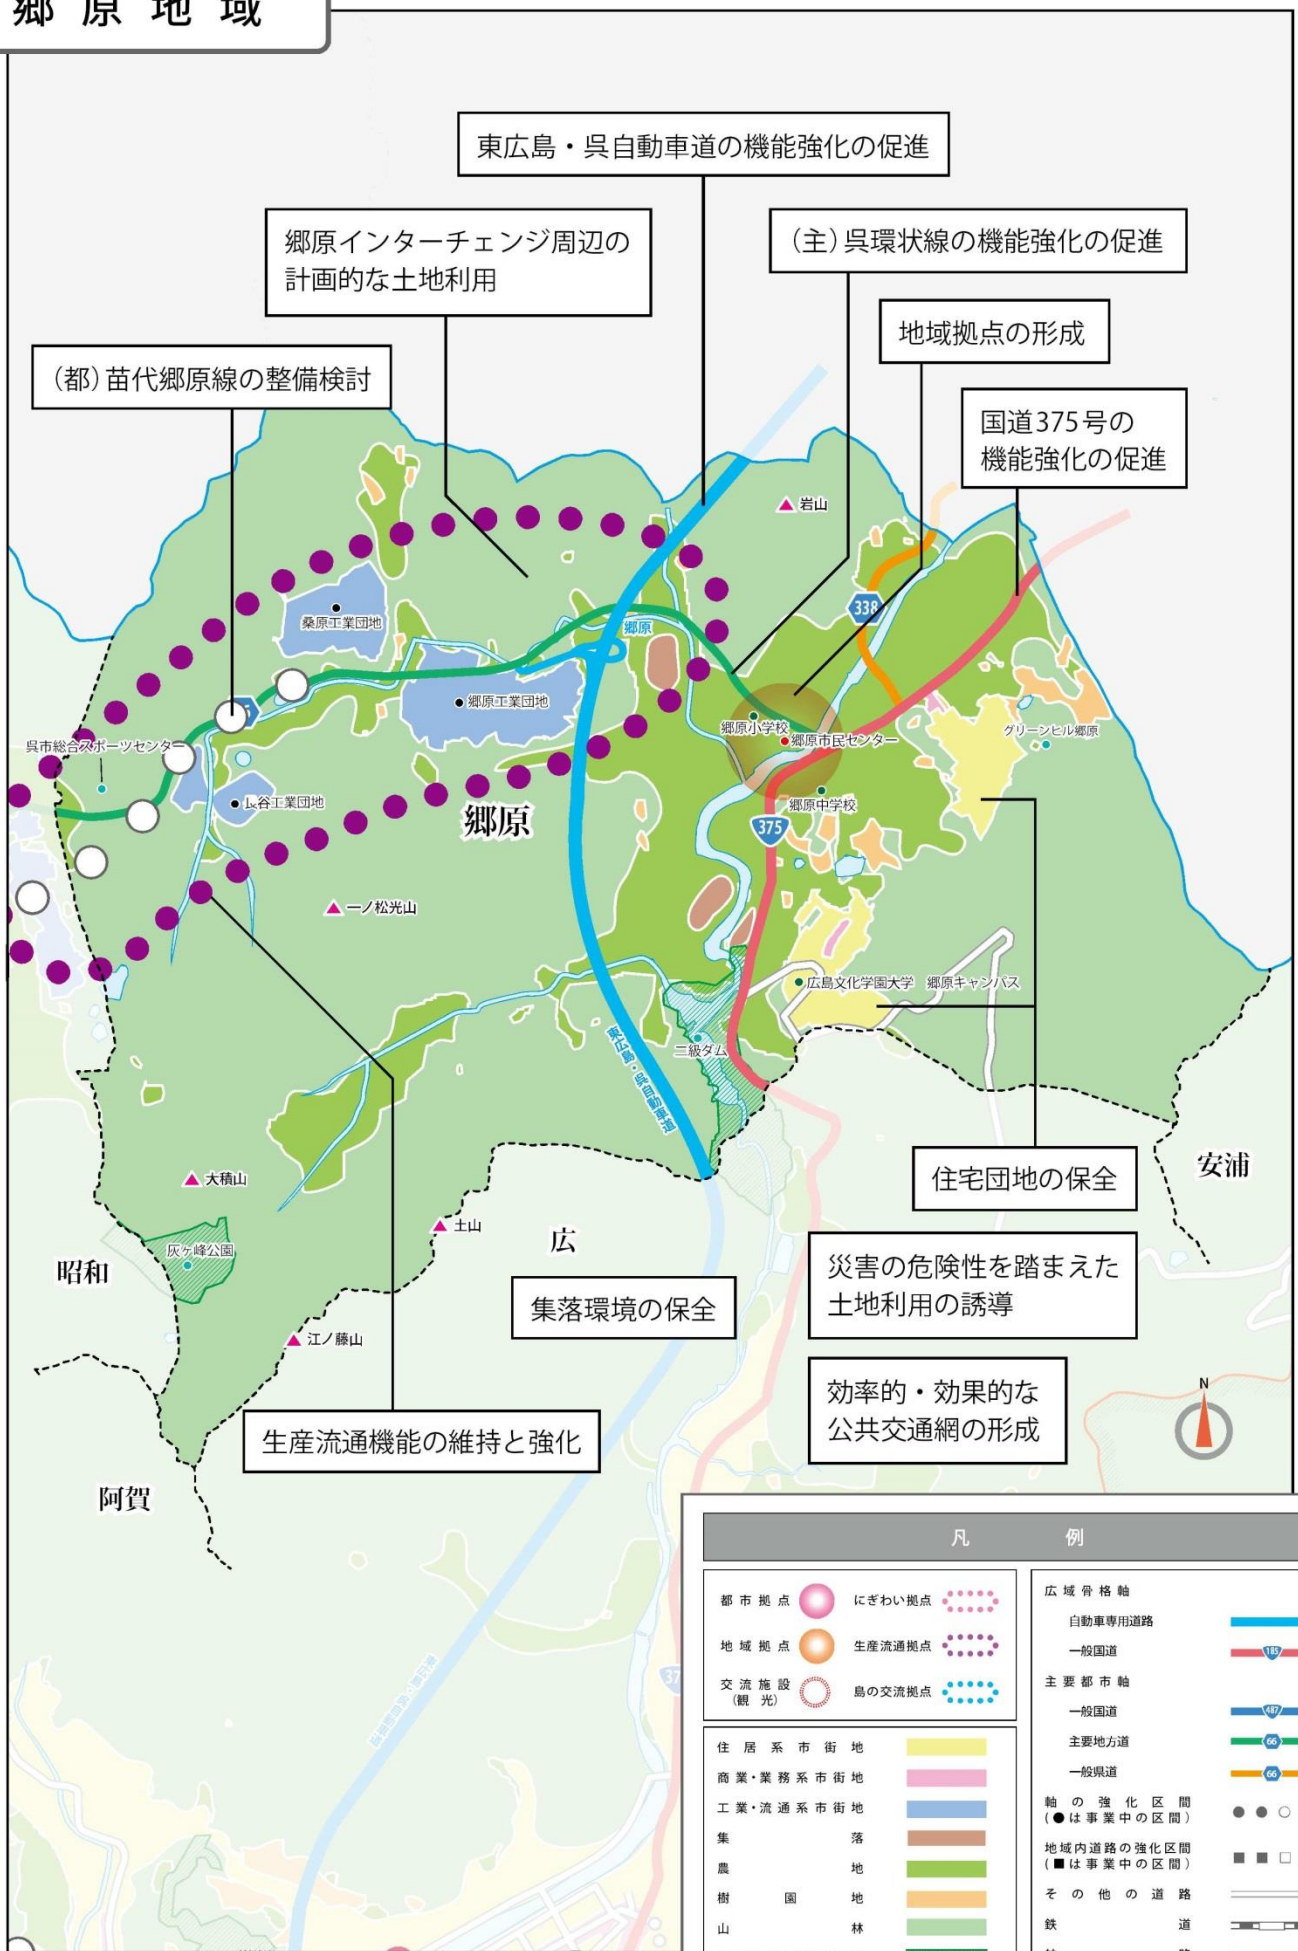 郷原地域
東広島・呉自動車道の機能強化の促進
郷原インターチェンジ周辺の
計画的な土地利用
(主)呉環状線の機能強化の促進
地域拠点の形成
(都)苗代郷原線の整備検討
国道375号の
機能強化の促進
岩山
338
桑原工業団地
郷原
郷原工業団地
郷原小学校
郷原市民センター
グリーンヒル郷原
呉市総合スポーツセンター
長谷工業団地
郷原
郷原中学校
375
一ノ松光山
広島文化学園大学 郷原キャンパス
二級ダム
東広島・呉自動車道
大積山
住宅団地の保全
安浦
土山
広
灰ヶ峰公園
昭和
災害の危険性を踏まえた
土地利用の誘導
集落環境の保全
江ノ藤山
効率的・効果的な
公共交通網の形成
N
生産流通機能の維持と強化
阿賀
凡例
都市拠点
にぎわい拠点
地域拠点
生産流通拠点
交流施設
(観光)
島の交流拠点
住居系市街地
商業・業務系市街地
工業・流通系市街地
集落
農地
樹園地
山林
広域骨格軸
自動車専用道路
一般国道
185
主要都市軸
一般国道
487
主要地方道
66
一般県道
66
軸の強化区間
(●は事業中の区間)
地域内道路の強化区間
(■は事業中の区間)
その他の道路
鉄道